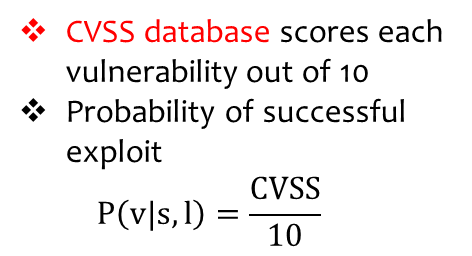 ❖ CVSS database scores each
vulnerability out of 10
❖ Probability of successful
exploit
P(v|s, l) = CVSS/10